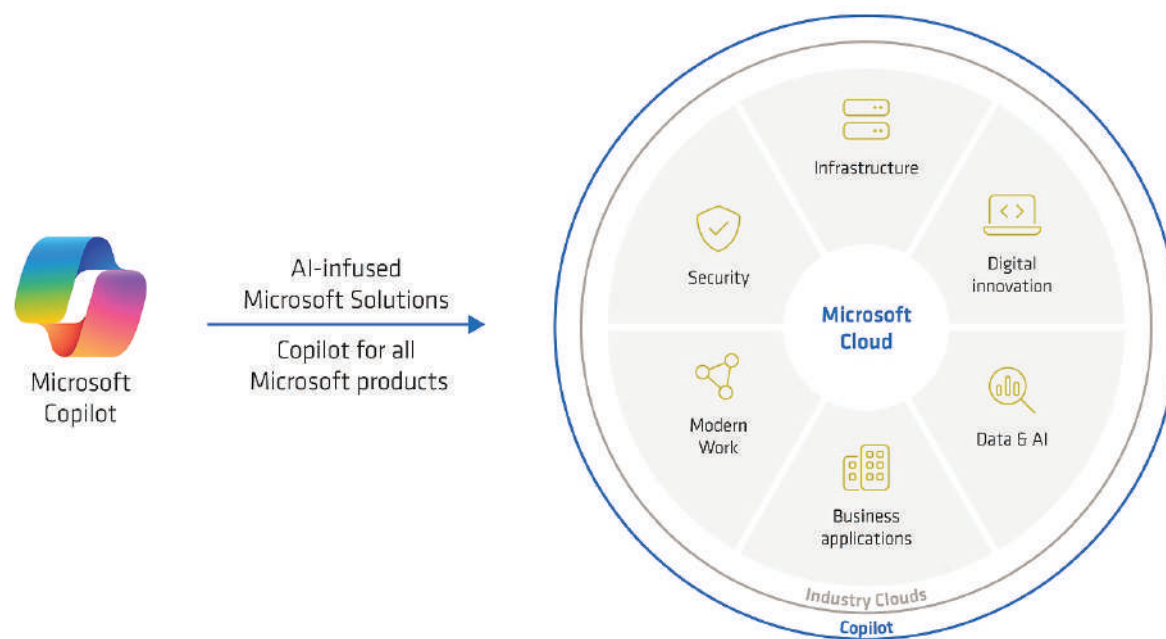 Microsoft
Copilot
AI-infused
Microsoft Solutions
Copilot for all
Microsoft products
Infrastructure
Security
Digital
innovation
Microsoft
Cloud
Modern
Work
Data & AI
Business
applications
Industry Clouds
Copilot